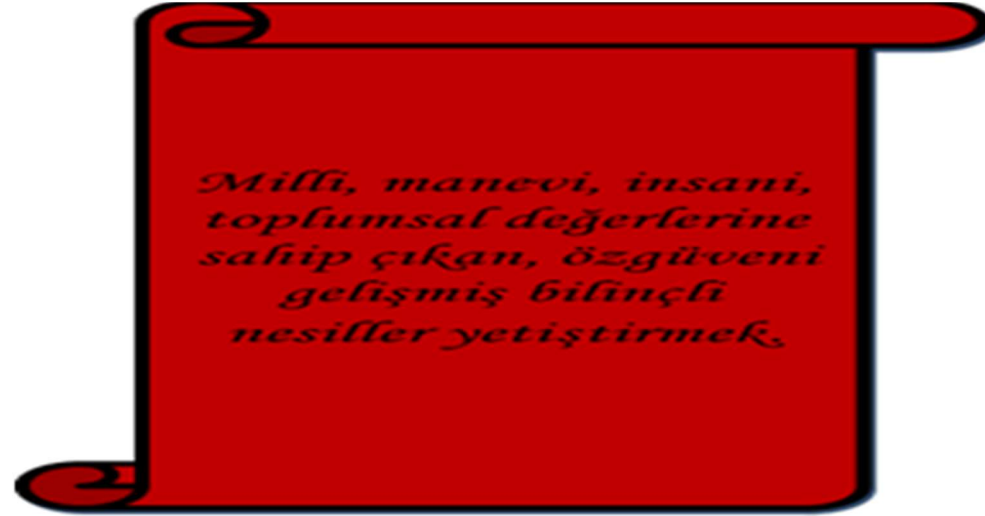 Milli, manevi, insani,
toplumsal değerlerine
sahip çıkan, özgüveni
gelişmiş bilinçli
nesiller yetiştirmek.